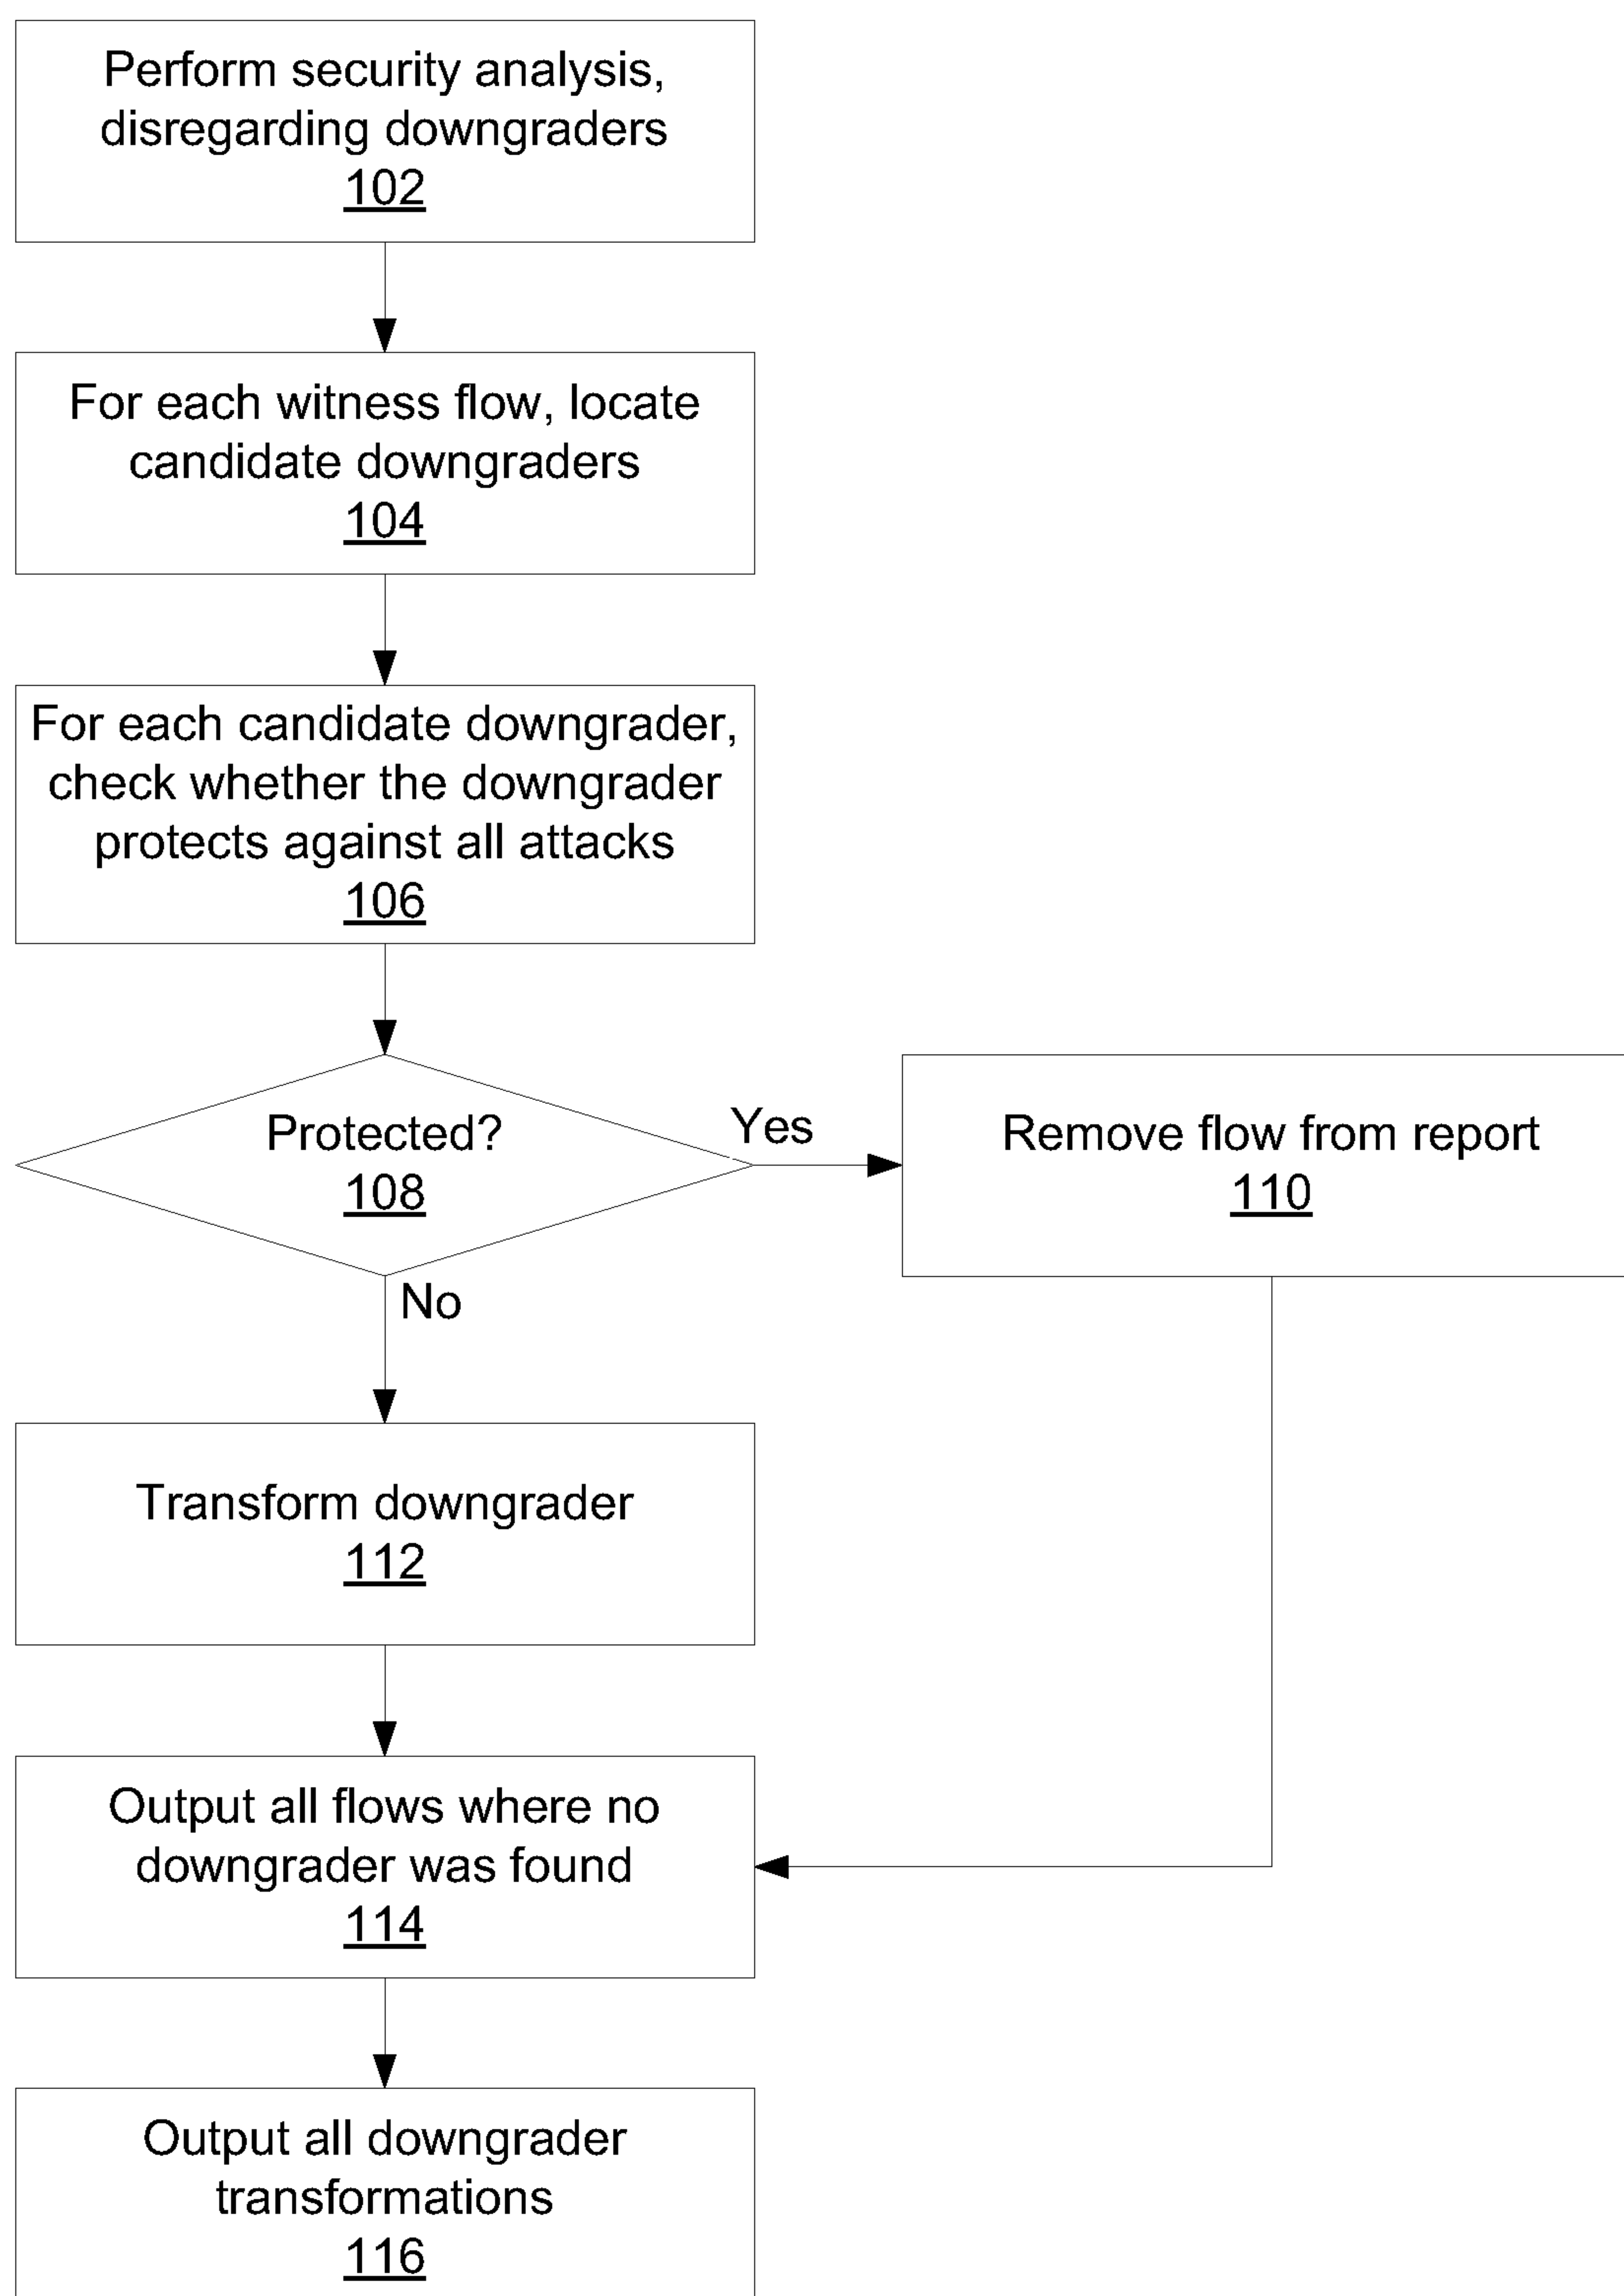 Perform security analysis,
disregarding downgraders
102
For each witness flow, locate
candidate downgraders
104
For each candidate downgrader,
check whether the downgrader
protects against all attacks
106
Protected?
108
Yes
Remove flow from report
110
No
Transform downgrader
112
Output all flows where no
downgrader was found
114
Output all downgrader
transformations
116